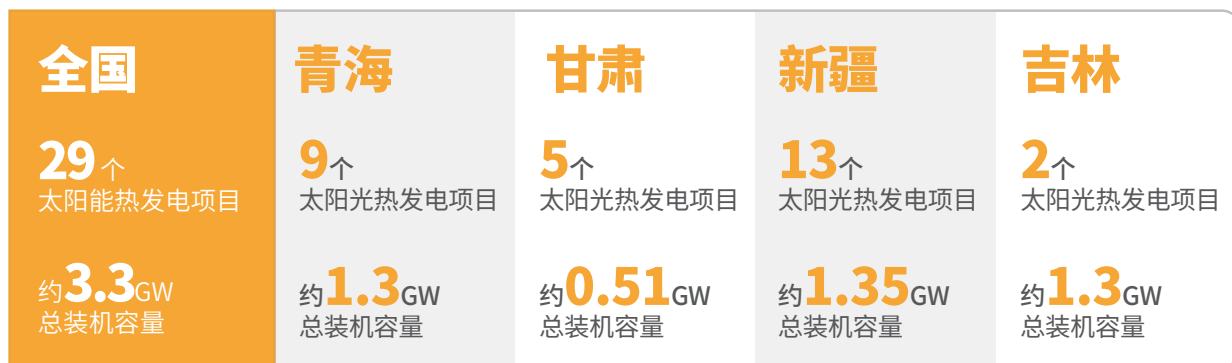 全国
29个
太阳能热发电项目
约3.3GW
总装机容量
青海
9个
太阳光热发电项目
约1.3GW
总装机容量
甘肃
5个
太阳光热发电项目
约0.51GW
总装机容量
新疆
13个
太阳光热发电项目
约1.35GW
总装机容量
吉林
2个
太阳光热发电项目
约1.3GW
总装机容量